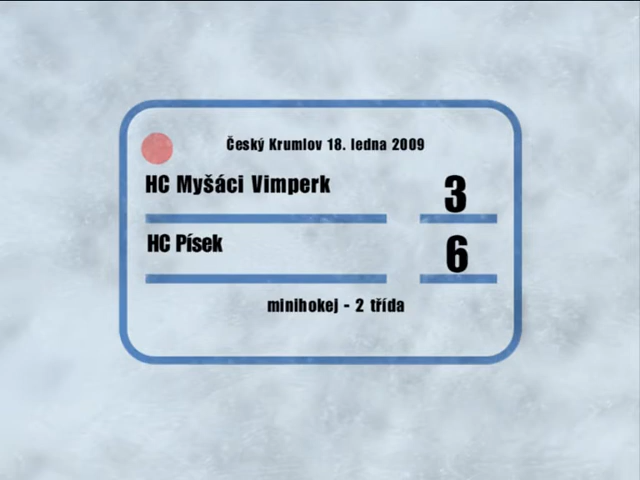 Český Krumlov 18. ledna 2009
HC Myšáci Vimperk 3
HC Písek 6
minihokej - 2 třída